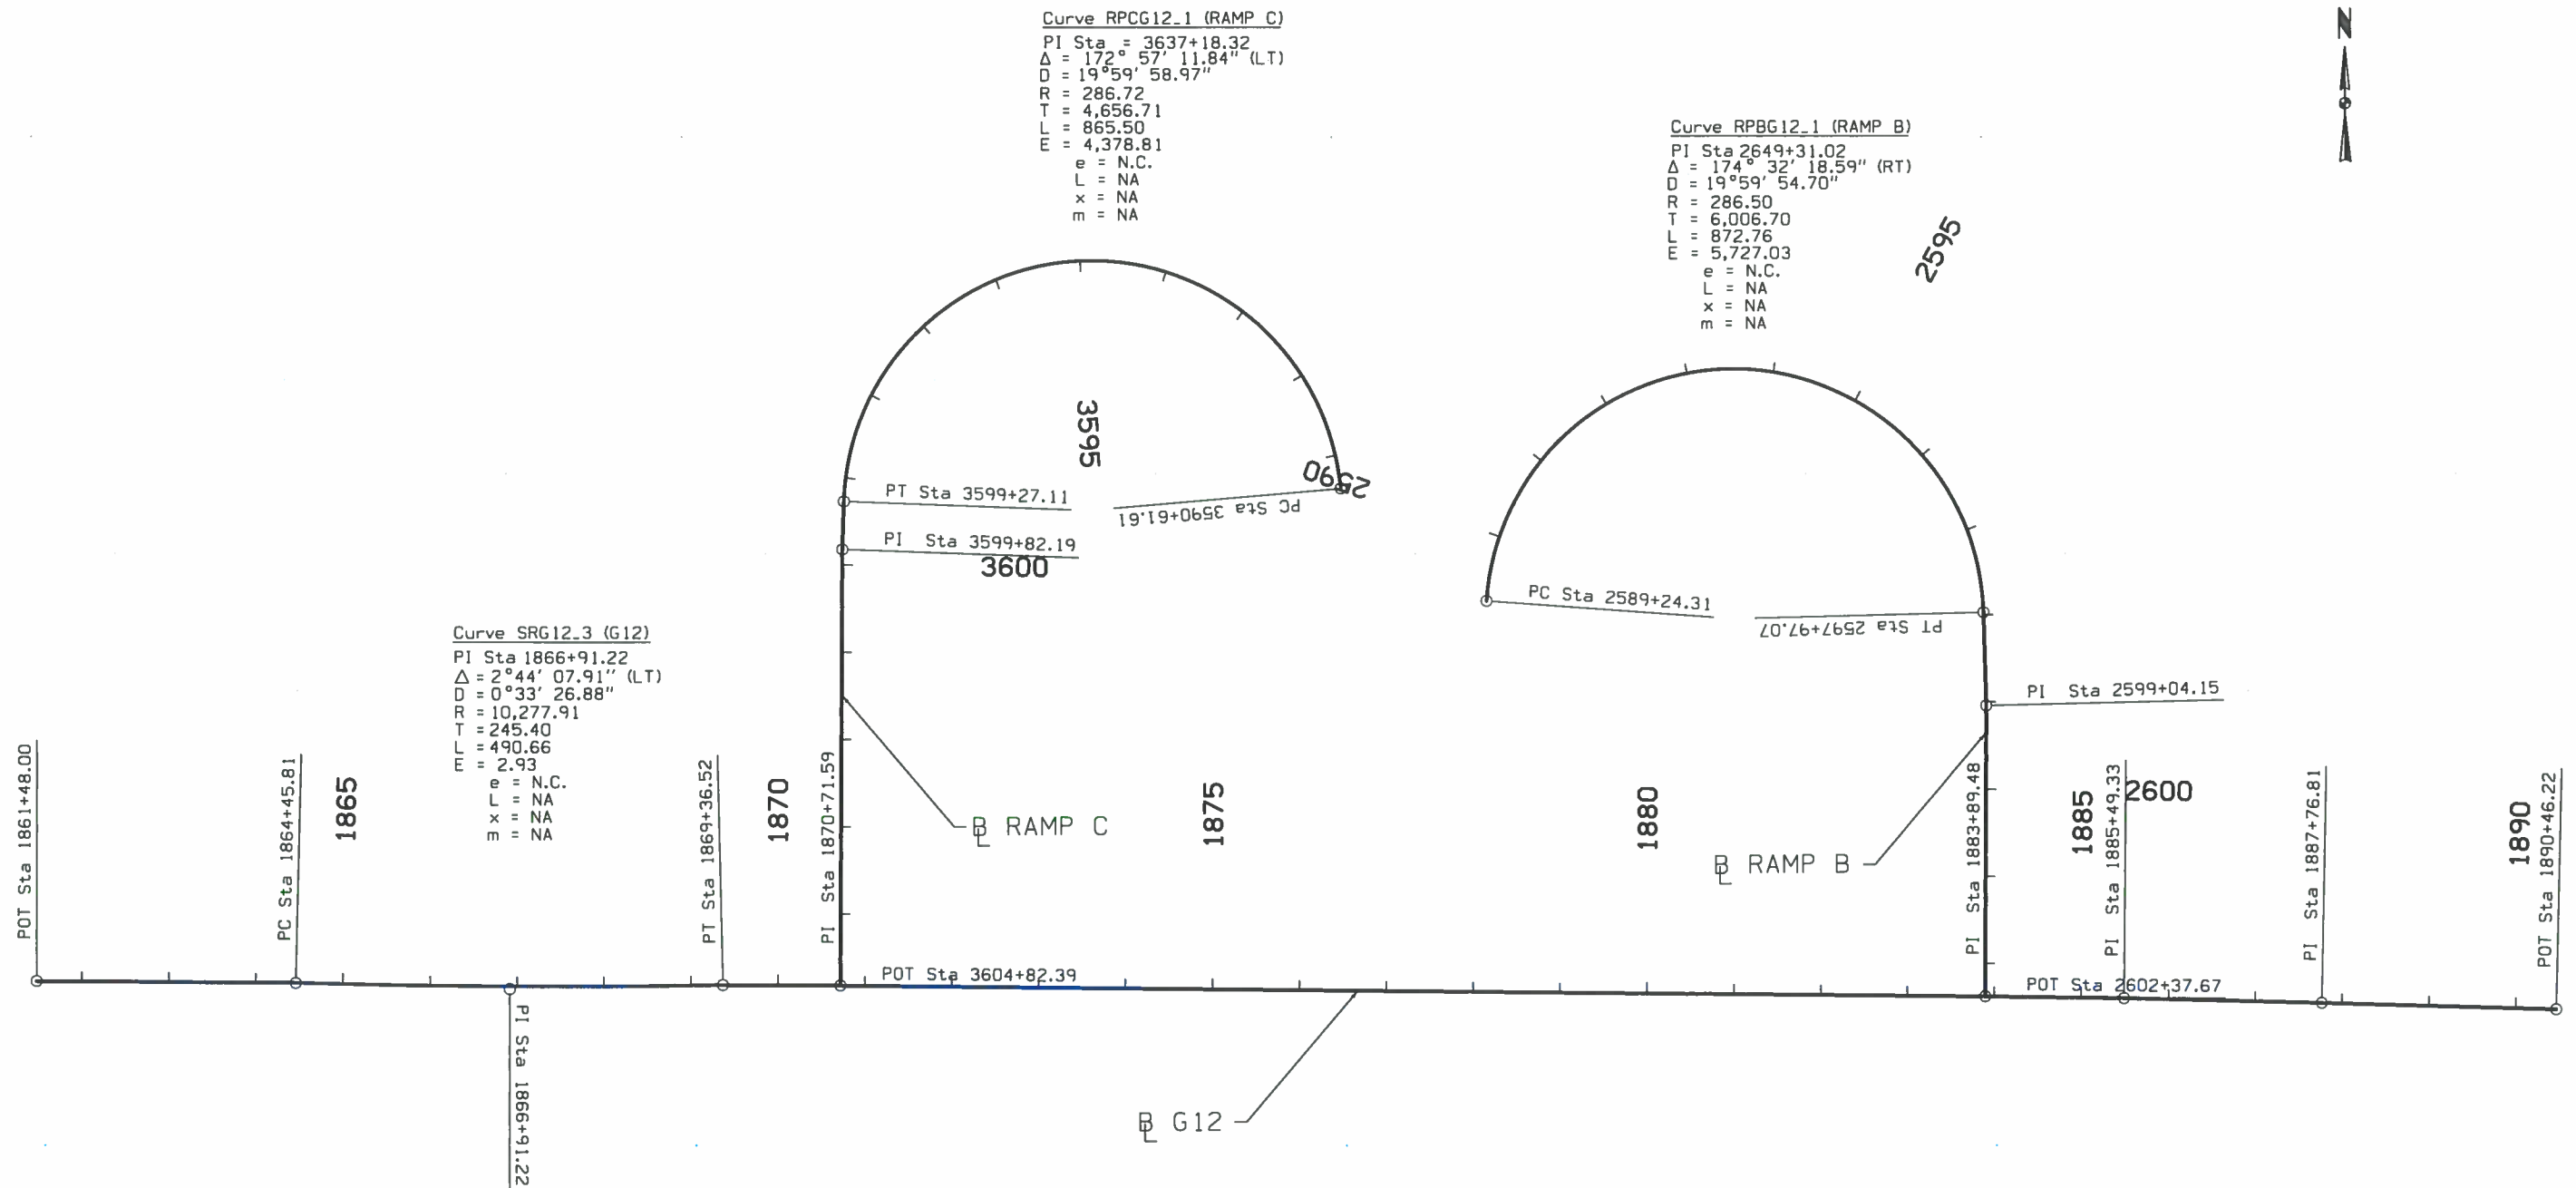 N
Curve RPCG12_1 (RAMP C)
PI Sta = 3637+18.32
Δ = 172° 57' 11.84" (LT)
D = 19°59' 58.97"
R = 286.72
T = 4,656.71
L = 865.50
E = 4,378.81
e = N.C.
L = NA
x = NA
m = NA
Curve RPBG12_1 (RAMP B)
PI Sta 2649+31.02
Δ = 174° 32' 18.59" (RT)
D = 19°59' 54.70"
R = 286.50
T = 6,006.70
L = 872.76
E = 5,727.03
e = N.C.
L = NA
x = NA
m = NA
2595
3595
2590
PT Sta 3599+27.11
PC Sta 3590+61.61
PI Sta 3599+82.19
3600
PC Sta 2589+24.31
PT Sta 2597+97.07
Curve SRG12_3 (G12)
PI Sta 1866+91.22
Δ = 2°44' 07.91" (LT)
D = 0°33' 26.88"
R = 10,277.91
T = 245.40
L = 490.66
E = 2.93
e = N.C.
L = NA
x = NA
m = NA
PI Sta 2599+04.15
POT Sta 1861+48.00
PC Sta 1864+45.81
1865
PT Sta 1869+36.52
1870
PI Sta 1870+71.59
BL RAMP C
1875
1880
BL RAMP B
PI Sta 1883+89.48
1885
PI Sta 1885+49.33
2600
PI Sta 1887+76.81
1890
POT Sta 1890+46.22
POT Sta 3604+82.39
POT Sta 2602+37.67
PI Sta 1866+91.22
BL G12